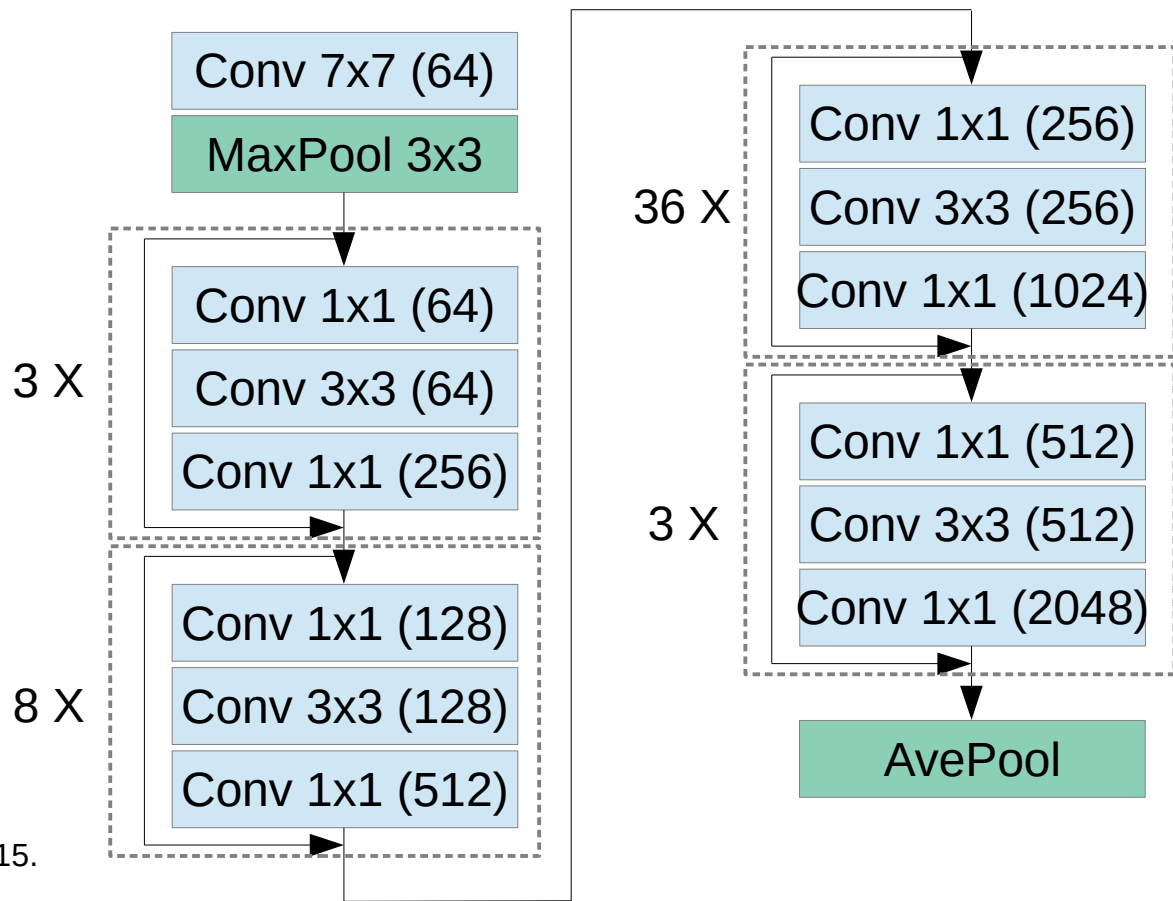 Conv 7x7 (64)
MaxPool 3x3
3 X
Conv 1x1 (64)
Conv 3x3 (64)
Conv 1x1 (256)
8 X
Conv 1x1 (128)
Conv 3x3 (128)
Conv 1x1 (512)
15.
36 X
Conv 1x1 (256)
Conv 3x3 (256)
Conv 1x1 (1024)
3 X
Conv 1x1 (512)
Conv 3x3 (512)
Conv 1x1 (2048)
AvePool